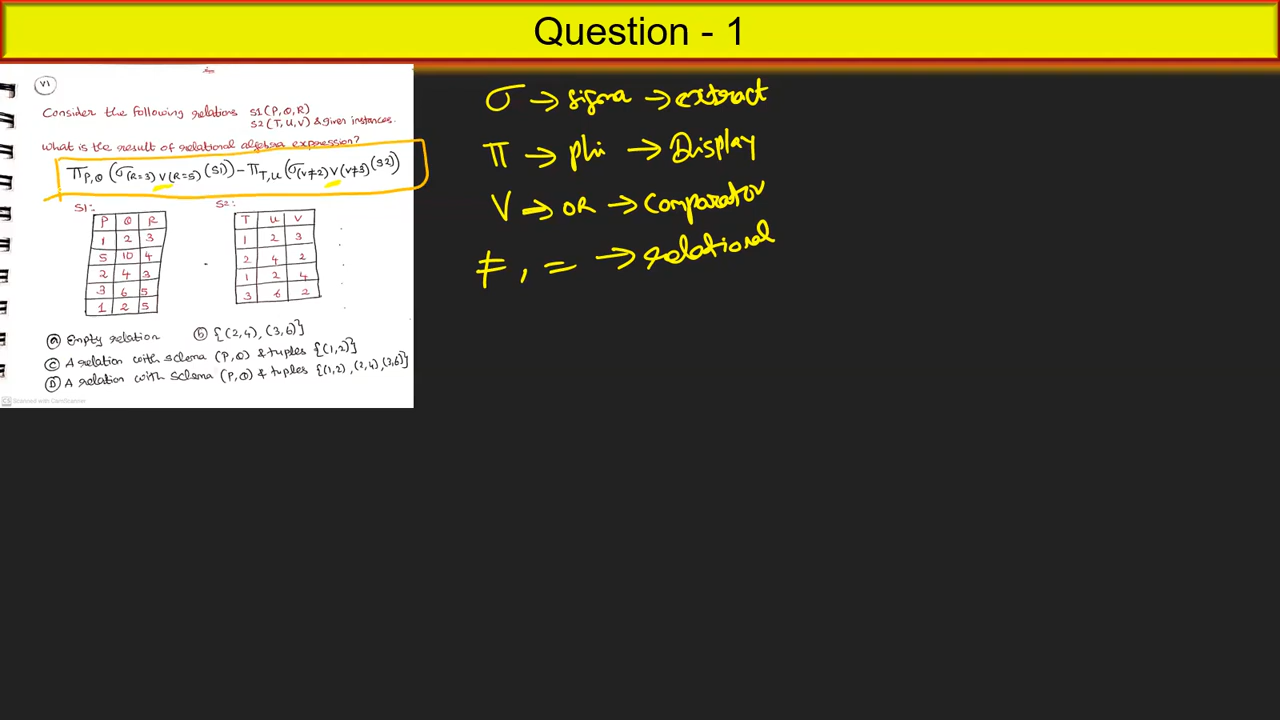 Question - 1
VI
Consider the following relations S1(P,Q,R)
S2(T,U,V) & given instances.
What is the result of relational algebra expression?
π P,Q (σ(R=3) V (R=5) (S1)) - π T,U (σ(V≠2) V (V≠3) (S2))
S1:
P Q R
1 2 3
5 10 4
2 4 3
3 6 5
1 2 5
S2:
T U V
1 2 3
2 4 2
1 2 4
3 6 2
(a) Empty relation (b) {(2,4), (3,6)}
(C) A relation with schema (P,Q) & tuples {(1,2)}
(D) A relation with schema (P,Q) & tuples {(1,2), (2,4), (3,6)}
CS Scanned with CamScanner
σ → sigma → extract
π → phi → Display
V → OR → Comparator
≠ , = → relational